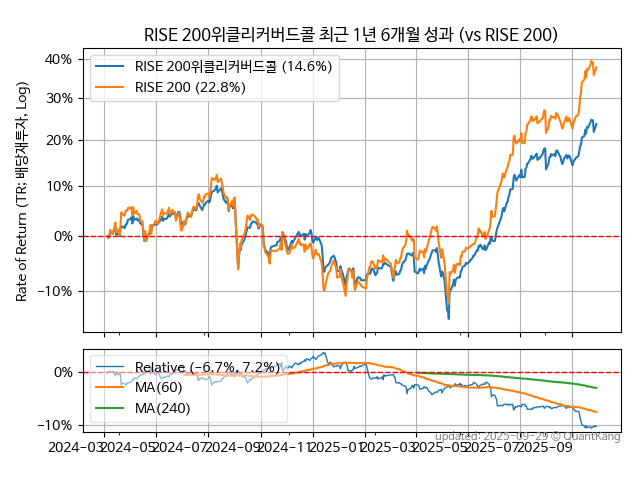 RISE 200위클리커버드콜 최근 1년 6개월 성과 (vs RISE 200)
Rate of Return (TR: 배당재투자, Log)
40%
30%
20%
10%
0%
−10%
RISE 200위클리커버드콜 (14.6%)
RISE 200 (22.8%)
0%
−10%
Relative (−6.7%, 7.2%)
MA(60)
MA(240)
2024-03
2024-05
2024-07
2024-09
2024-11
2025-01
2025-03
2025-05
2025-07
2025-09
updated: 2025-09-29 © QuantKang